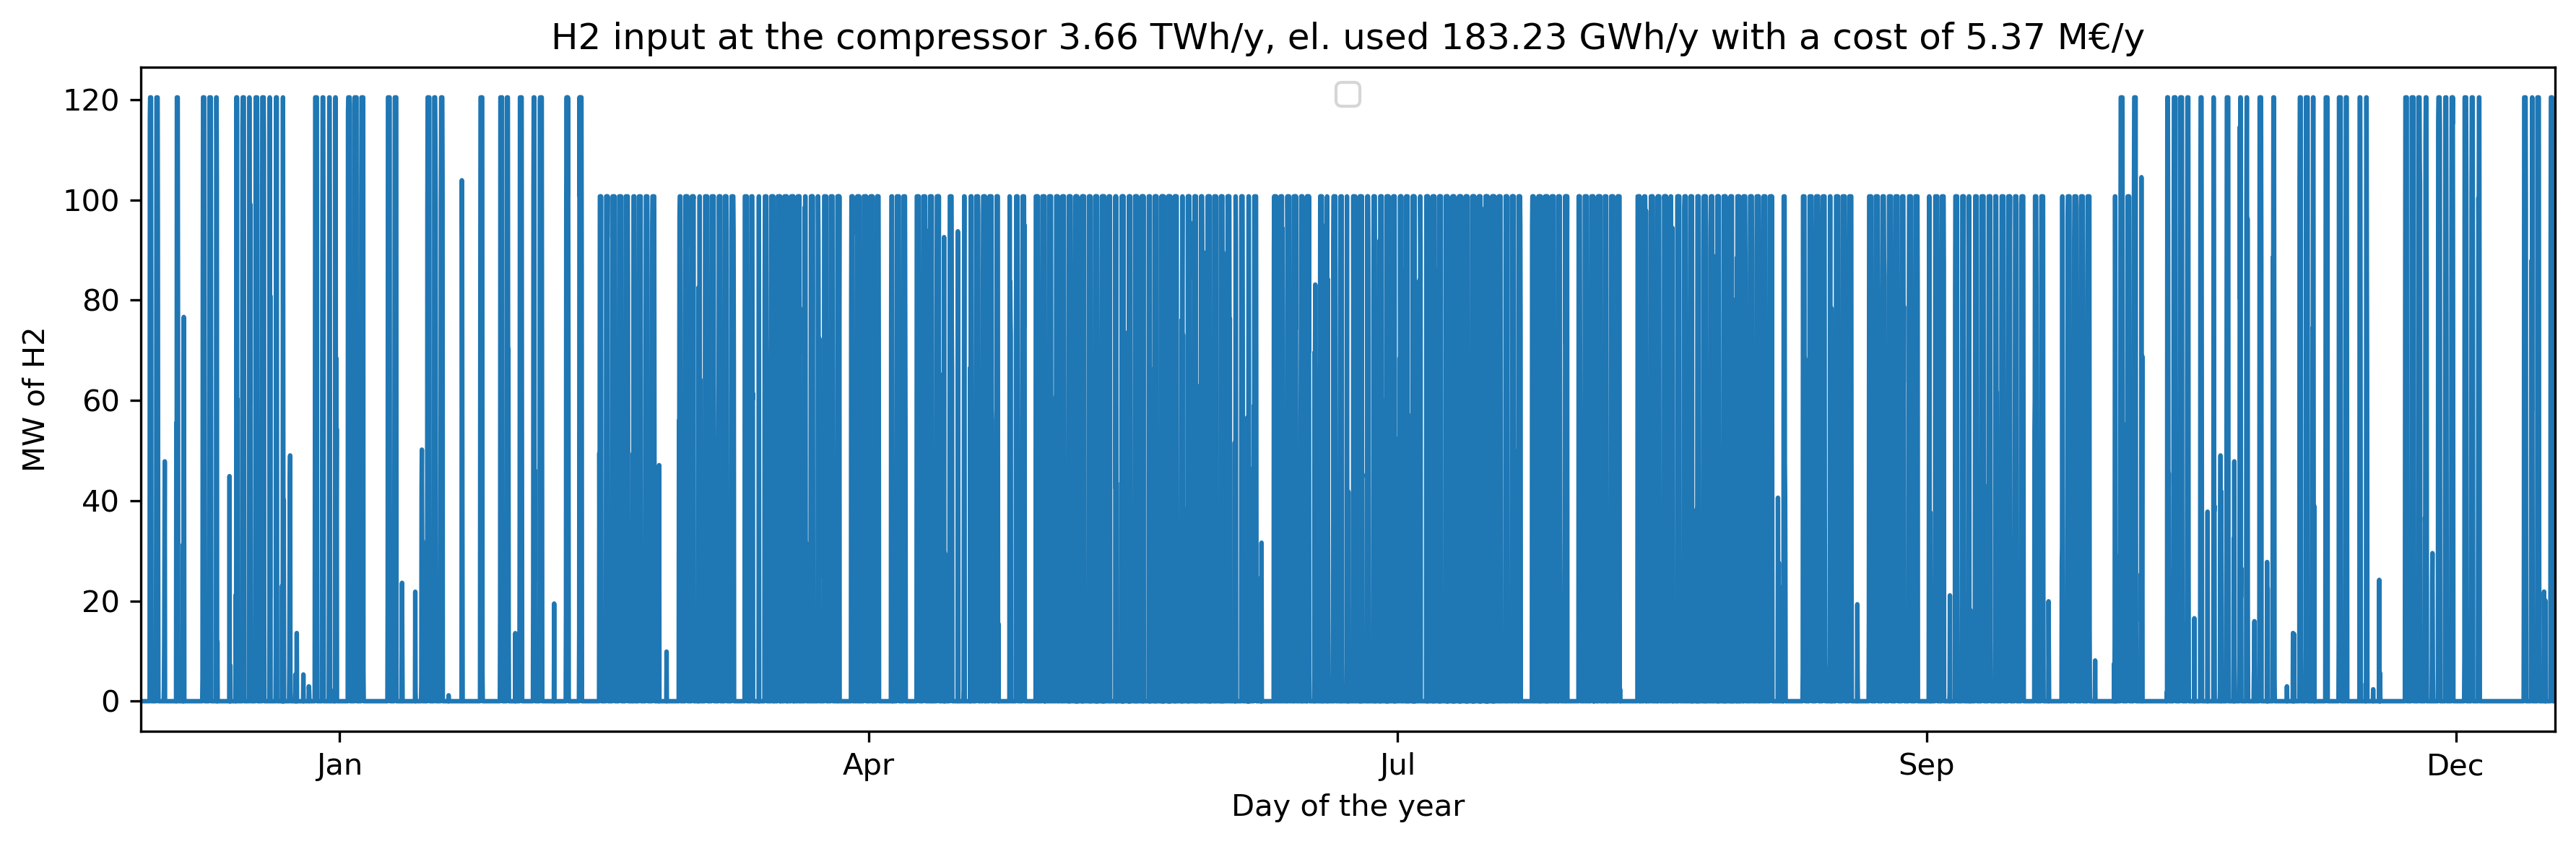 H2 input at the compressor 3.66 TWh/y, el. used 183.23 GWh/y with a cost of 5.37 M€/y
MW of H2
120
100
80
60
40
20
0
Jan
Apr
Jul
Sep
Dec
Day of the year